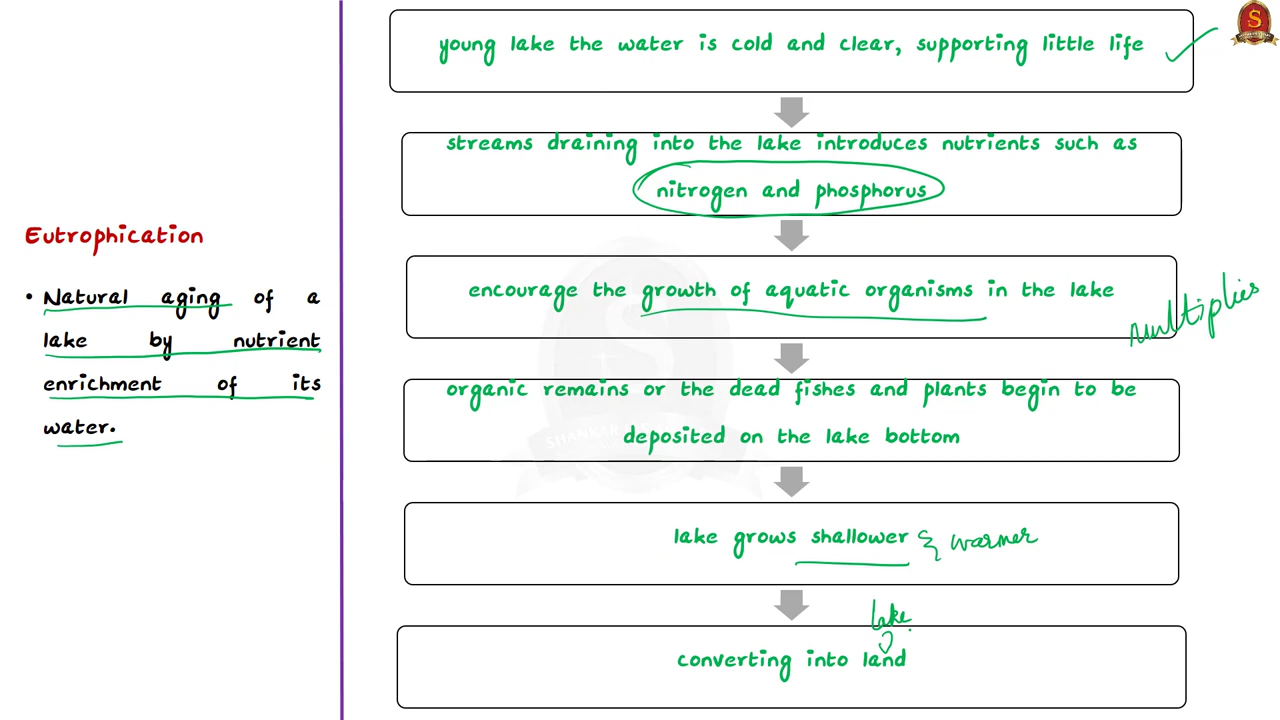 young lake the water is cold and clear, supporting little life
streams draining into the lake introduces nutrients such as
nitrogen and phosphorus
Eutrophication
• Natural aging of a
lake by nutrient
enrichment of its
water.
encourage the growth of aquatic organisms in the lake
multiplies
organic remains or the dead fishes and plants begin to be
deposited on the lake bottom
lake grows shallower & warmer
lake
converting into land